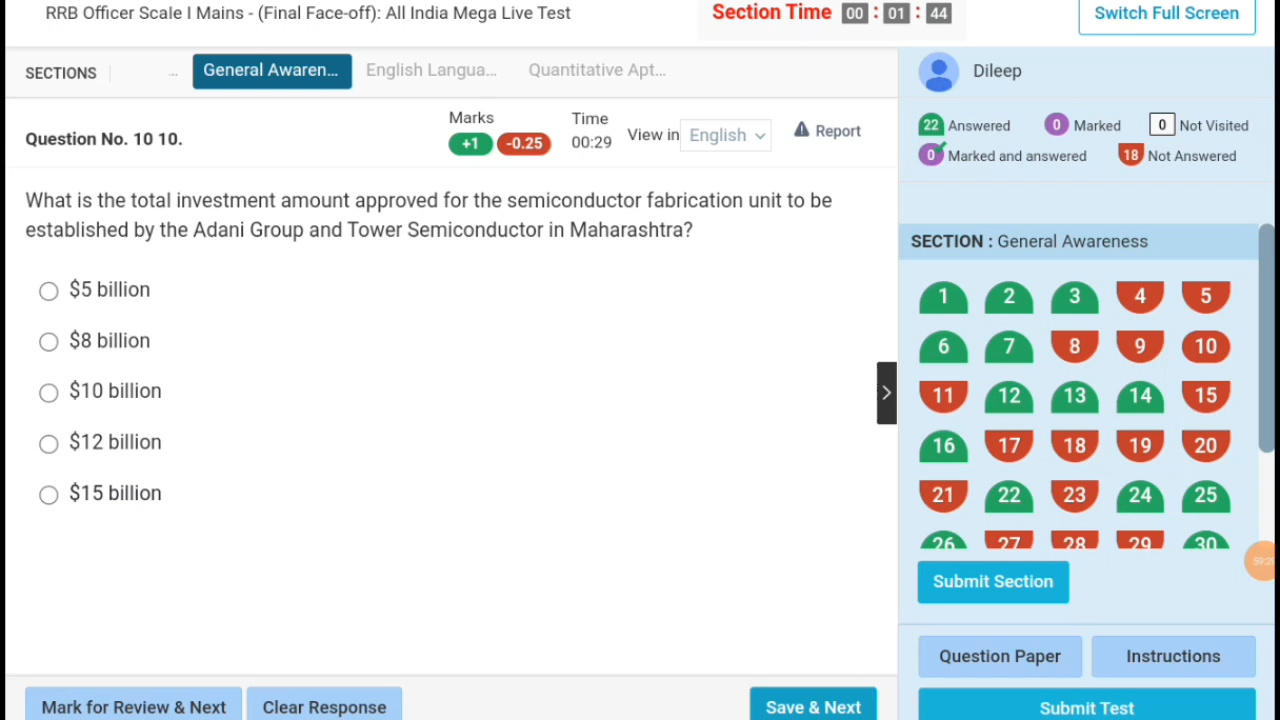 RRB Officer Scale I Mains - (Final Face-off): All India Mega Live Test
Section Time 00 : 01 : 44
Switch Full Screen
SECTIONS
...
General Awaren...
English Langua...
Quantitative Apt...
Dileep
Question No. 10 10.
Marks
+1 -0.25
Time
00:29
View in English
Report
22 Answered
0 Marked
0 Not Visited
0 Marked and answered
18 Not Answered
What is the total investment amount approved for the semiconductor fabrication unit to be
established by the Adani Group and Tower Semiconductor in Maharashtra?
$5 billion
$8 billion
$10 billion
$12 billion
$15 billion
SECTION : General Awareness
1 2 3 4 5
6 7 8 9 10
11 12 13 14 15
16 17 18 19 20
21 22 23 24 25
26 27 28 29 30
Submit Section
Question Paper
Instructions
Mark for Review & Next
Clear Response
Save & Next
Submit Test